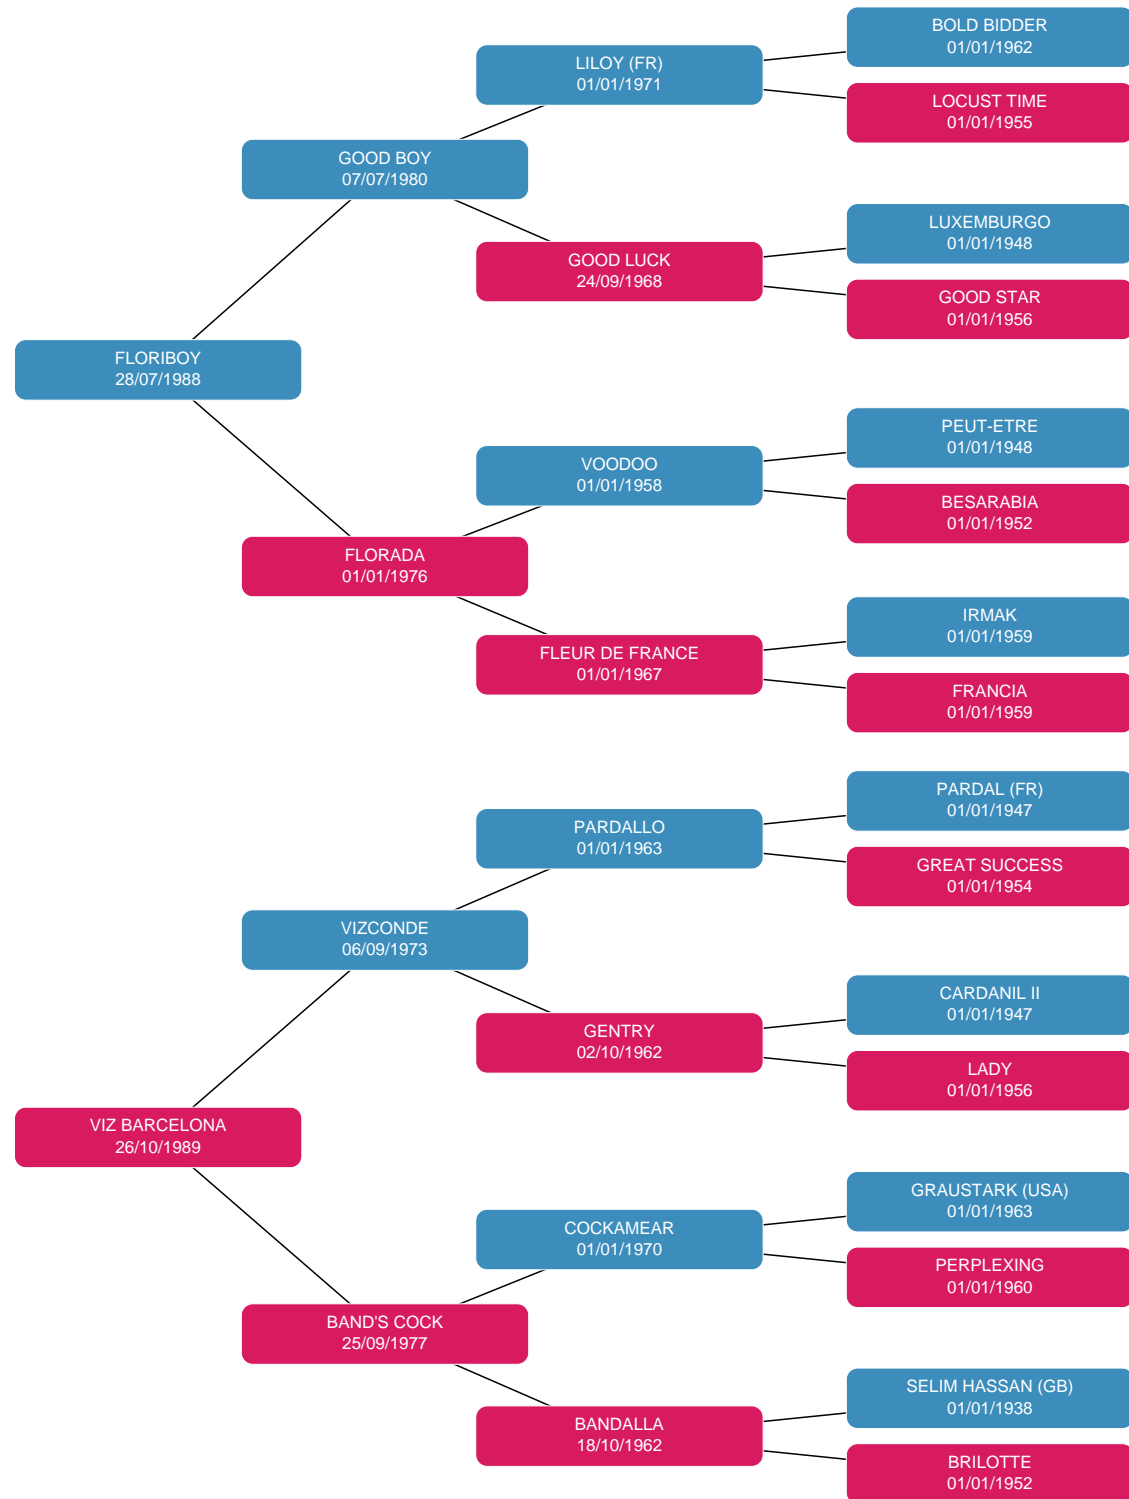 BOLD BIDDER
01/01/1962
LILOY (FR)
01/01/1971
LOCUST TIME
01/01/1955
GOOD BOY
07/07/1980
LUXEMBURGO
01/01/1948
GOOD LUCK
24/09/1968
GOOD STAR
01/01/1956
FLORIBOY
28/07/1988
PEUT-ETRE
01/01/1948
VOODOO
01/01/1958
BESARABIA
01/01/1952
FLORADA
01/01/1976
IRMAK
01/01/1959
FLEUR DE FRANCE
01/01/1967
FRANCIA
01/01/1959
PARDAL (FR)
01/01/1947
PARDALLO
01/01/1963
GREAT SUCCESS
01/01/1954
VIZCONDE
06/09/1973
CARDANIL II
01/01/1947
GENTRY
02/10/1962
LADY
01/01/1956
VIZ BARCELONA
26/10/1989
GRAUSTARK (USA)
01/01/1963
COCKAMEAR
01/01/1970
PERPLEXING
01/01/1960
BAND'S COCK
25/09/1977
SELIM HASSAN (GB)
01/01/1938
BANDALLA
18/10/1962
BRILOTTE
01/01/1952